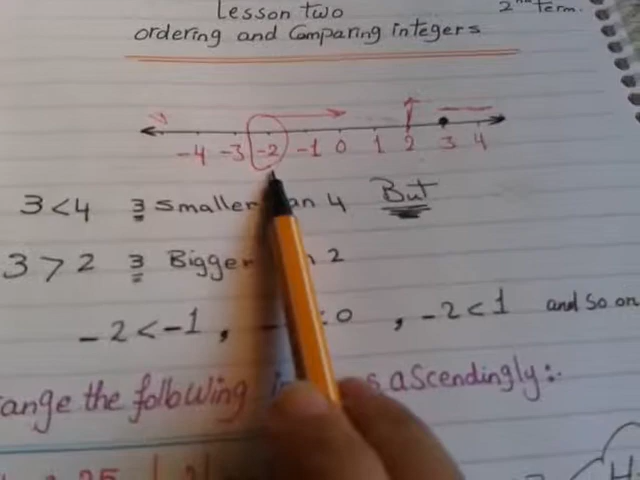 Lesson two
2nd Term.
ordering and Comparing integers
-4 -3 -2 -1 0 1 2 3 4
3<4 3 smaller an 4 But
3 > 2 3 Bigger 2
-2<-1, 0 , -2<1 and so on
ange the following s ascendingly:.